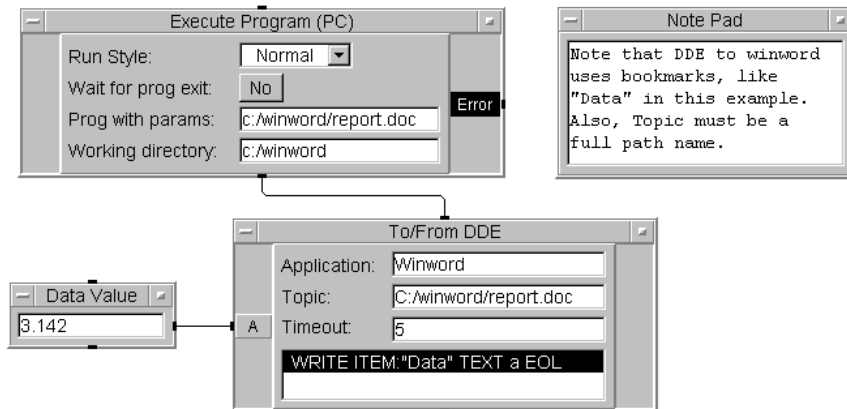 Execute Program (PC)
Run Style: Normal
Wait for prog exit: No
Prog with params: c:/winword/report.doc
Working directory: c:/winword
Error
Note Pad
Note that DDE to winword
uses bookmarks, like
"Data" in this example.
Also, Topic must be a
full path name.
To/From DDE
Application: Winword
Topic: C:/winword/report.doc
Timeout: 5
A
WRITE ITEM:"Data" TEXT a EOL
Data Value
3.142